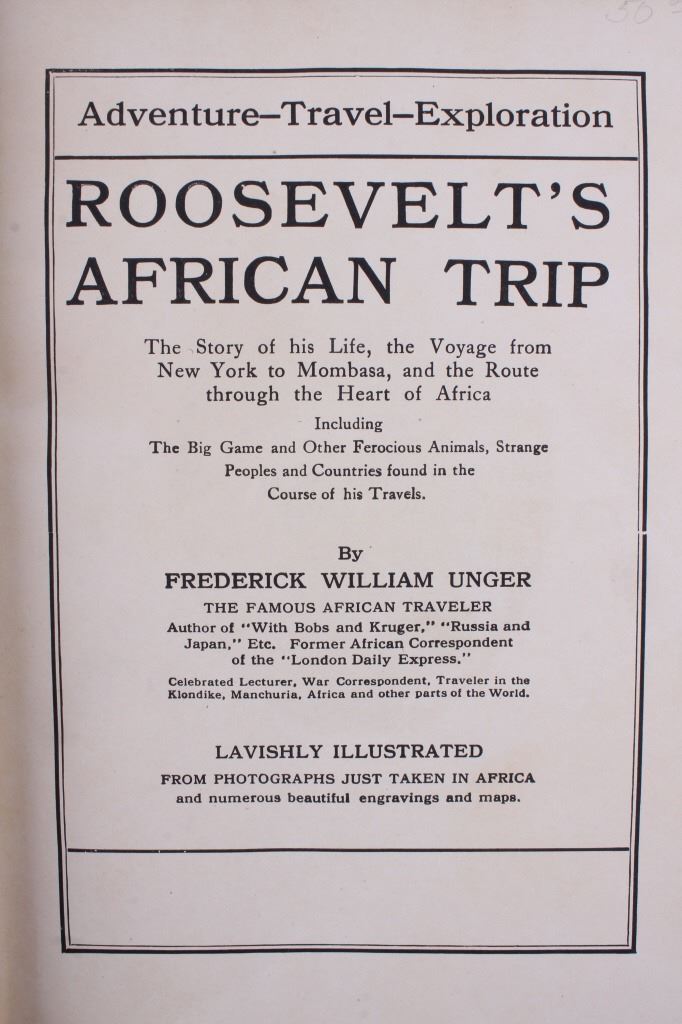 Adventure—Travel—Exploration
ROOSEVELT'S
AFRICAN TRIP
The Story of his Life, the Voyage from
New York to Mombasa, and the Route
through the Heart of Africa
Including
The Big Game and Other Ferocious Animals, Strange
Peoples and Countries found in the
Course of his Travels.
By
FREDERICK WILLIAM UNGER
THE FAMOUS AFRICAN TRAVELER
Author of "With Bobs and Kruger," "Russia and
Japan," Etc. Former African Correspondent
of the "London Daily Express."
Celebrated Lecturer, War Correspondent, Traveler in the
Klondike, Manchuria, Africa and other parts of the World.
LAVISHLY ILLUSTRATED
FROM PHOTOGRAPHS JUST TAKEN IN AFRICA
and numerous beautiful engravings and maps.